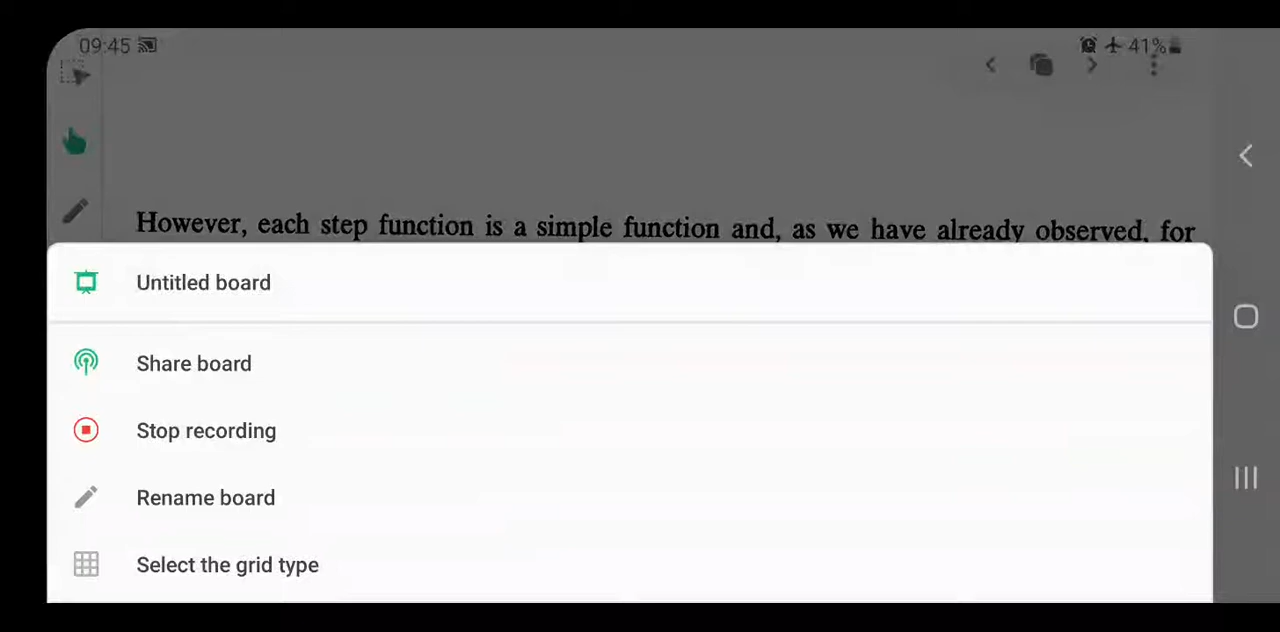 09:45 41%
However, each step function is a simple function and, as we have already observed, for
Untitled board
Share board
Stop recording
Rename board
Select the grid type